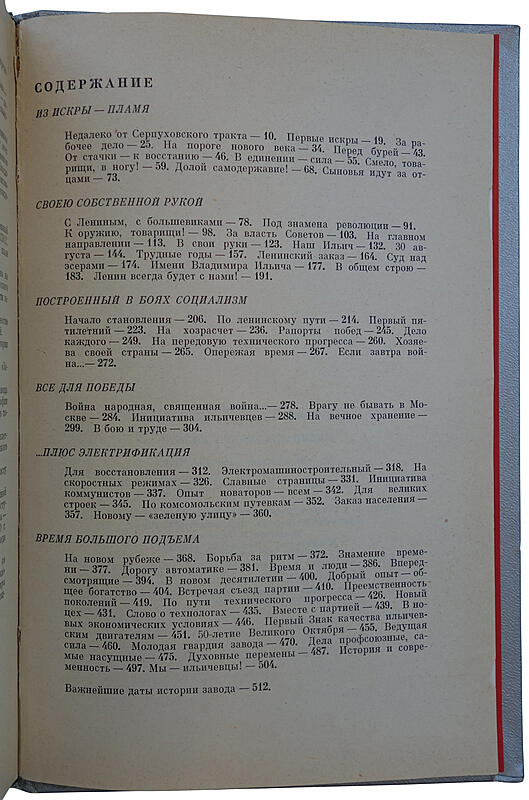 СОДЕРЖАНИЕ
ИЗ ИСКРЫ — ПЛАМЯ
Недалеко от Серпуховского тракта — 10. Первые искры — 19. За ра-
бочее дело — 25. На пороге нового века — 34. Перед бурей — 43.
От стачки — к восстанию — 46. В единении — сила — 55. Смело, това-
рищи, в ногу! — 59. Долой самодержавие! — 68. Сыновья идут за от-
цами — 73.
СВОЕЮ СОБСТВЕННОЙ РУКОЙ
С Лениным, с большевиками — 78. Под знамена революции — 91.
К оружию, товарищи! — 98. За власть Советов — 103. На главном
направлении — 113. В свои руки — 123. Наш Ильич — 132. 30 ав-
густа — 144. Трудные годы — 157. Ленинский заказ — 164. Суд над
эсерами — 174. Имени Владимира Ильича — 177. В общем строю —
183. Ленин всегда будет с нами! — 191.
ПОСТРОЕННЫЙ В БОЯХ СОЦИАЛИЗМ
Начало становления — 206. По ленинскому пути — 214. Первый пя-
тилетний — 223. На хозрасчет — 236. Рапорты побед — 245. Дело
каждого — 249. На передовую технического прогресса — 260. Хозяе-
ва своей страны — 265. Опережая время — 267. Если завтра вой-
на...— 272.
ВСЕ ДЛЯ ПОБЕДЫ
Война народная, священная война...— 278. Врагу не бывать в Мо-
скве — 284. Инициатива ильичевцев — 288. На вечное хранение —
299. В бою и труде — 304.
...ПЛЮС ЭЛЕКТРИФИКАЦИЯ
Для восстановления — 312. Электромашиностроительный — 318. На
скоростных режимах — 326. Славные страницы — 331. Инициатива
коммунистов — 337. Опыт новаторов — всем — 342. Для великих
строек — 345. По комсомольским путевкам — 352. Заказ населения —
357. Новому — «зеленую улицу» — 360.
ВРЕМЯ БОЛЬШОГО ПОДЪЕМА
На новом рубеже — 368. Борьба за ритм — 372. Знамение време-
ни — 377. Дорогу автоматике — 381. Время и люди — 386. Вперед-
смотрящие — 394. В новом десятилетии — 400. Добрый опыт — об-
щее богатство — 404. Встречая съезд партии — 410. Преемственность
поколений — 419. По пути технического прогресса — 426. Новый
цех — 431. Слово о технологах — 435. Вместе с партией — 439. В но-
вых экономических условиях — 446. Первый Знак качества ильичев-
ским двигателям — 451. 50-летие Великого Октября — 455. Ведущая
сила — 460. Молодая гвардия завода — 470. Дела профсоюзные, са-
мые насущные — 475. Духовные перемены — 487. История и совре-
менность — 497. Мы — ильичевцы! — 504.
Важнейшие даты истории завода — 512.